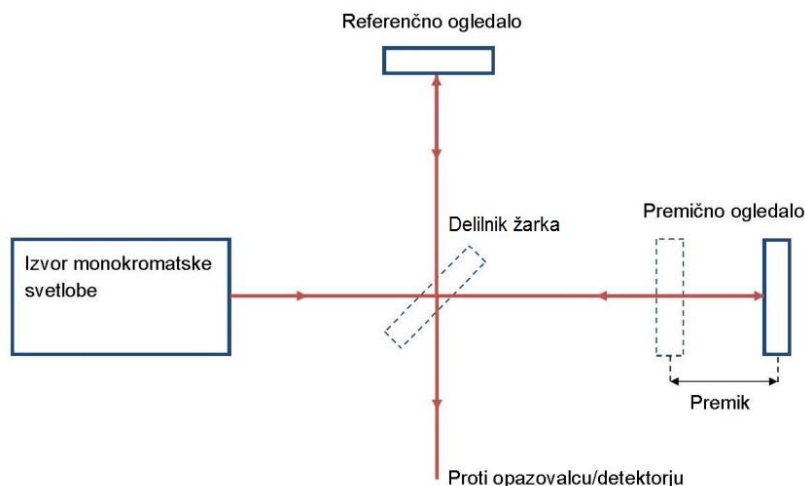 Referenčno ogledalo
Delilnik žarka
Premično ogledalo
Izvor monokromatske
svetlobe
Premik
Proti opazovalcu/detektorju